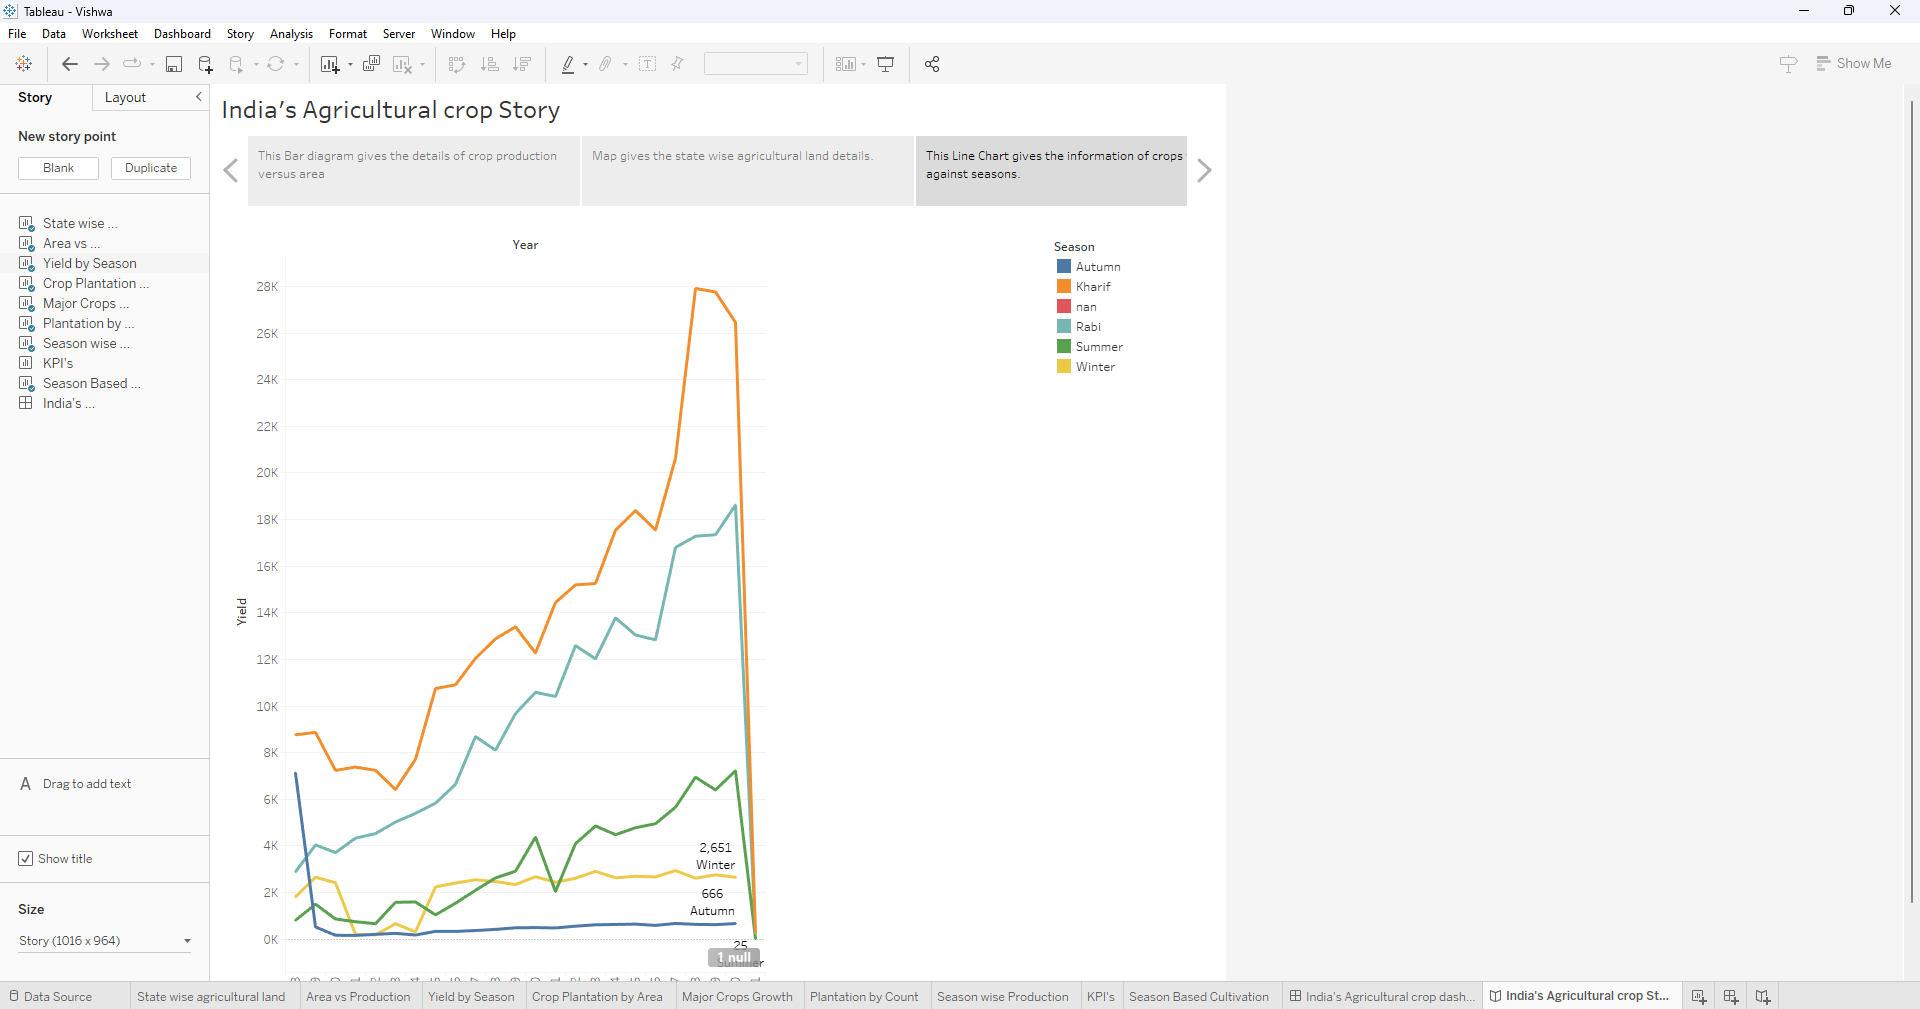 Tableau - Vishwa
File Data Worksheet Dashboard Story Analysis Format Server Window Help
Show Me
Story Layout
New story point
Blank Duplicate
State wise ...
Area vs ...
Yield by Season
Crop Plantation ...
Major Crops ...
Plantation by ...
Season wise ...
KPI's
Season Based ...
India's ...
A Drag to add text
Show title
Size
Story (1016 x 964)
India's Agricultural crop Story
This Bar diagram gives the details of crop production
versus area
Map gives the state wise agricultural land details.
This Line Chart gives the information of crops
against seasons.
Year
Season
Autumn
Kharif
nan
Rabi
Summer
Winter
Yield
28K
26K
24K
22K
20K
18K
16K
14K
12K
10K
8K
6K
4K
2K
0K
2,651
Winter
666
Autumn
25
Summer
1 null
Data Source State wise agricultural land Area vs Production Yield by Season Crop Plantation by Area Major Crops Growth Plantation by Count Season wise Production KPI's Season Based Cultivation India's Agricultural crop dash... India's Agricultural crop St...